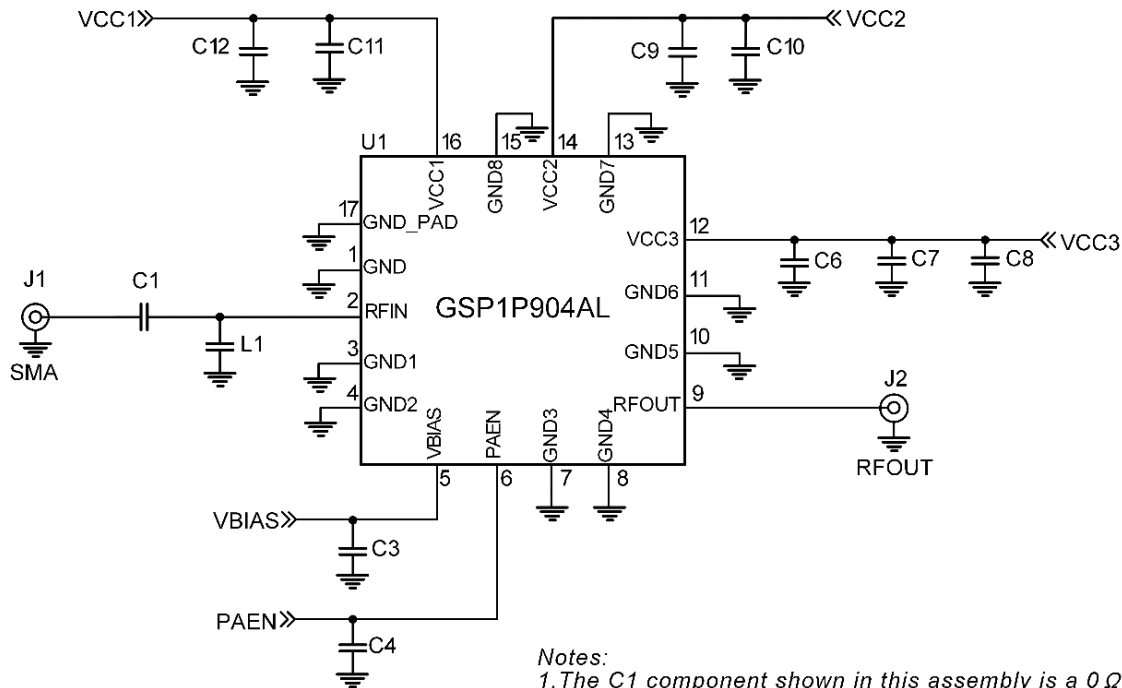 VCC1
VCC2
C12
C11
C9
C10
U1
16
15
14
13
VCC1
GND8
VCC2
GND7
17
GND_PAD
VCC3
12
VCC3
C6
C7
C8
1
GND
GND6
11
J1
C1
2
RFIN
GSP1P904AL
SMA
L1
3
GND1
GND5
10
4
GND2
RFOUT
9
J2
RFOUT
VBIAS
PAEN
GND3
GND4
5
6
7
8
VBIAS
C3
PAEN
C4
Notes:
1.The C1 component shown in this assembly is a 0Ω